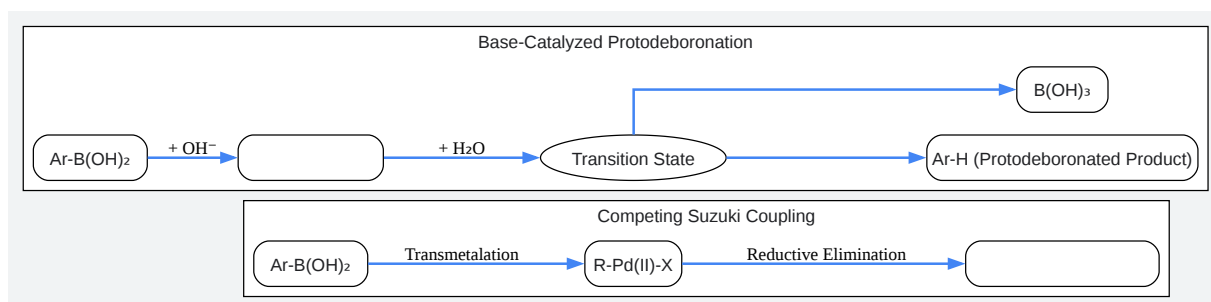 Base-Catalyzed Protodeboronation
B(OH)₃
Ar-B(OH)₂
+ OH⁻
+ H₂O
Transition State
Ar-H (Protodeboronated Product)
Competing Suzuki Coupling
Ar-B(OH)₂
Transmetalation
R-Pd(II)-X
Reductive Elimination